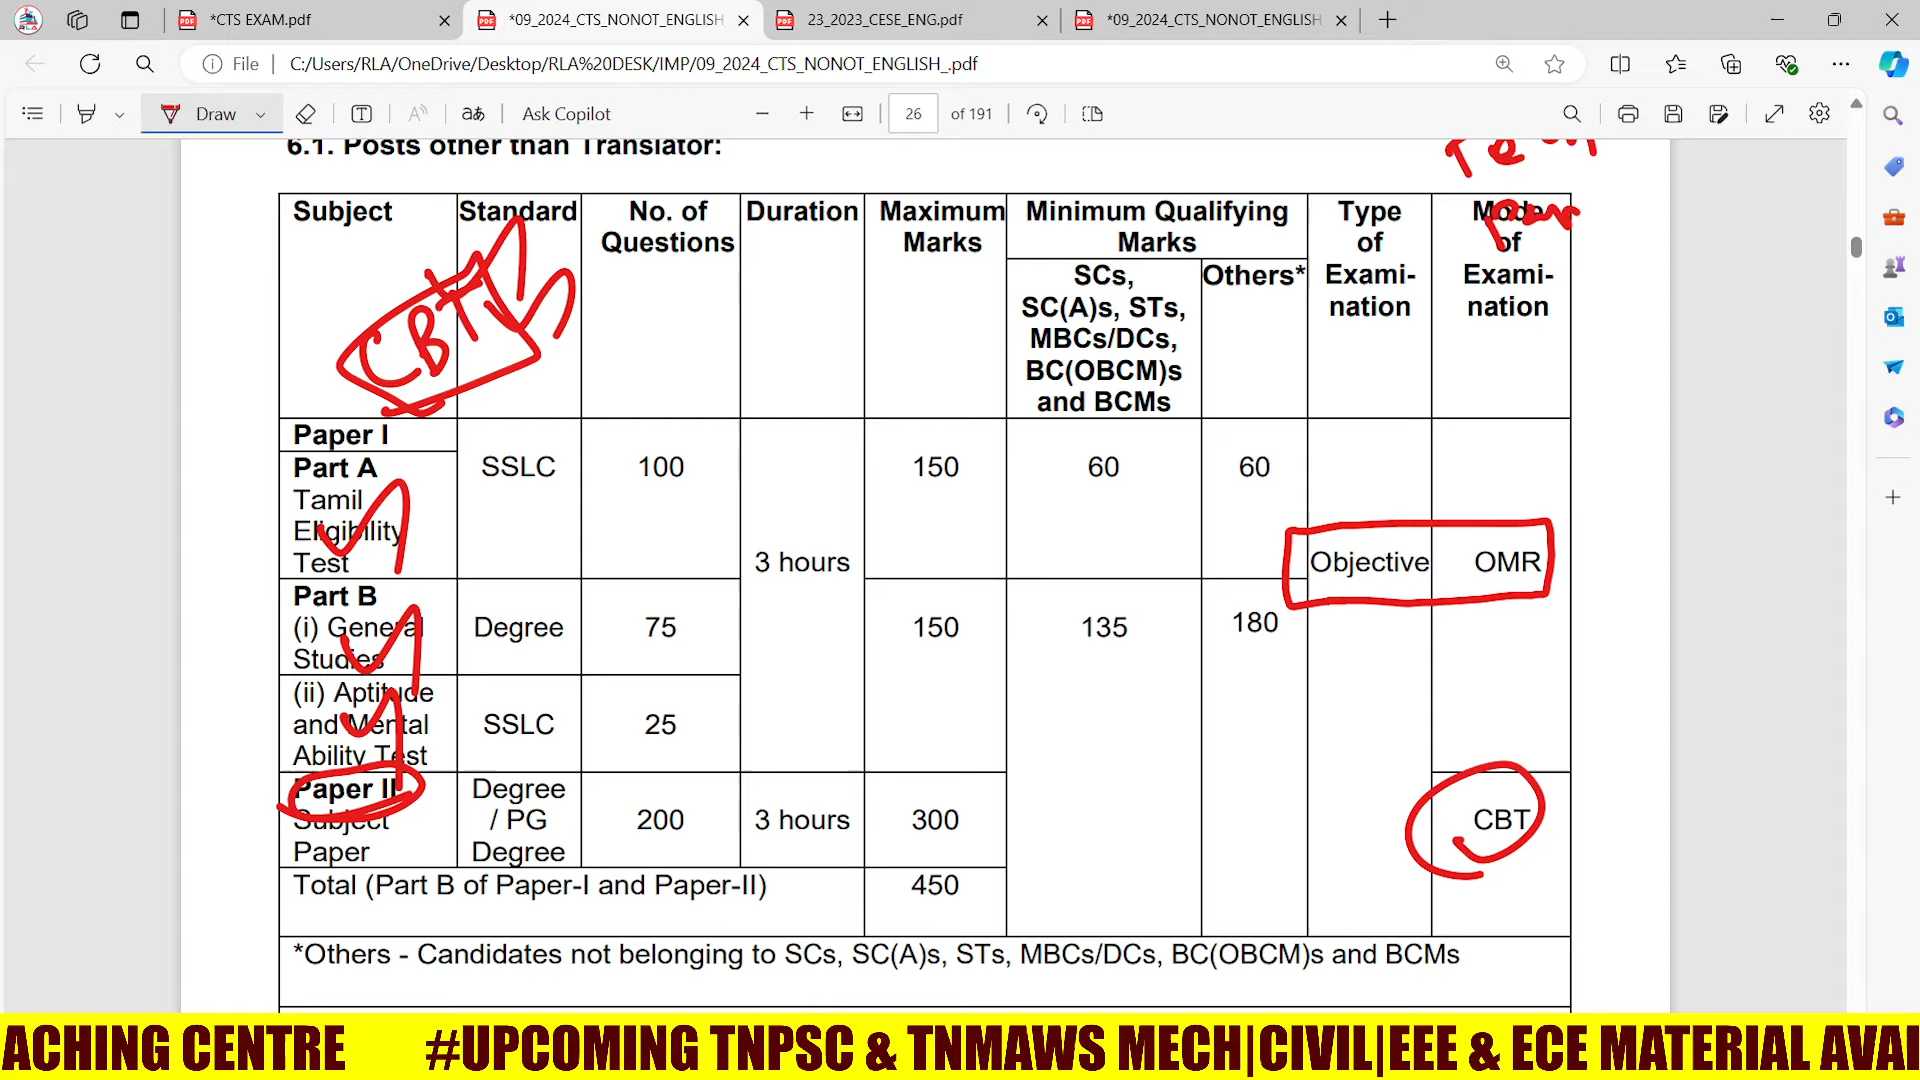 *CTS EXAM.pdf
*09_2024_CTS_NONOT_ENGLISH
23_2023_CESE_ENG.pdf
*09_2024_CTS_NONOT_ENGLISH
File
C:/Users/RLA/OneDrive/Desktop/RLA%20DESK/IMP/09_2024_CTS_NONOT_ENGLISH_.pdf
Draw
Ask Copilot
26 of 191
6.1. Posts other than Translator:
Subject
Standard
No. of
Questions
Duration
Maximum
Marks
Minimum Qualifying
Marks
SCs,
SC(A)s, STs,
MBCs/DCs,
BC(OBCM)s
and BCMs
Others*
Type
of
Exami-
nation
Mode
of
Exami-
nation
CBT
Paper I
Part A
Tamil
Eligibility
Test
SSLC
100
3 hours
150
60
60
Objective
OMR
Part B
(i) General
Studies
Degree
75
150
135
180
(ii) Aptitude
and Mental
Ability Test
SSLC
25
Paper II
Subject
Paper
Degree
/ PG
Degree
200
3 hours
300
CBT
Total (Part B of Paper-I and Paper-II)
450
*Others - Candidates not belonging to SCs, SC(A)s, STs, MBCs/DCs, BC(OBCM)s and BCMs
ACHING CENTRE #UPCOMING TNPSC & TNMAWS MECH|CIVIL|EEE & ECE MATERIAL AVAI